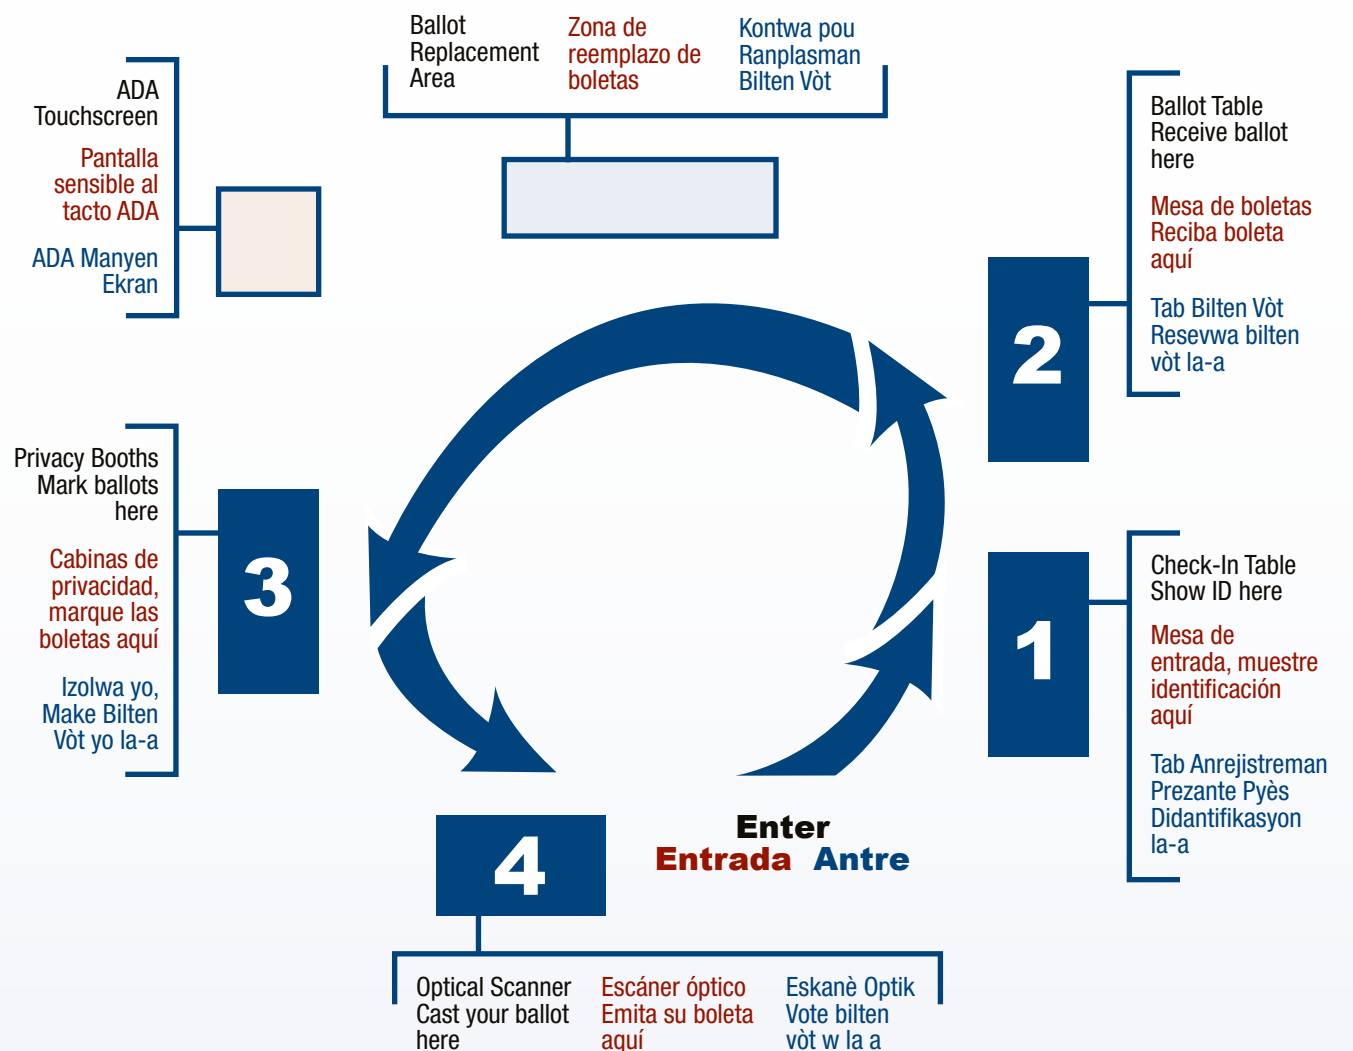 Ballot
Replacement
Area
Zona de
reemplazo de
boletas
Kontwa pou
Ranplasman
Bilten Vòt
ADA
Touchscreen
Pantalla
sensible al
tacto ADA
ADA Manyen
Ekran
Ballot Table
Receive ballot
here
Mesa de boletas
Reciba boleta
aquí
Tab Bilten Vòt
Resevwa bilten
vòt la-a
2
Privacy Booths
Mark ballots
here
Cabinas de
privacidad,
marque las
boletas aquí
Izolwa yo,
Make Bilten
Vòt yo la-a
3
Check-In Table
Show ID here
Mesa de
entrada, muestre
identificación
aquí
Tab Anrejistreman
Prezante Pyès
Didantifikasyon
la-a
1
Enter
Entrada Antre
4
Optical Scanner
Cast your ballot
here
Escáner óptico
Emita su boleta
aquí
Eskanè Optik
Vote bilten
vòt w la a